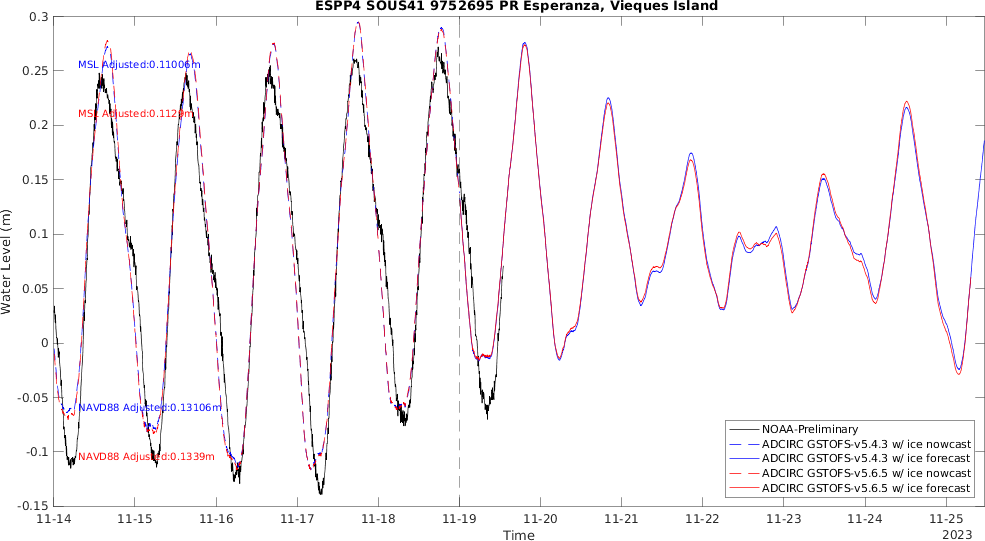 ESPP4 SOUS41 9752695 PR Esperanza, Vieques Island
0.3
0.25
0.2
0.15
0.1
0.05
0
-0.05
-0.1
-0.15
Water Level (m)
MSL Adjusted:0.11006m
MSL Adjusted:0.1129m
NAVD88 Adjusted:0.13106m
NAVD88 Adjusted:0.1339m
NOAA-Preliminary
ADCIRC GSTOFS-v5.4.3 w/ ice nowcast
ADCIRC GSTOFS-v5.4.3 w/ ice forecast
ADCIRC GSTOFS-v5.6.5 w/ ice nowcast
ADCIRC GSTOFS-v5.6.5 w/ ice forecast
11-14 11-15 11-16 11-17 11-18 11-19 11-20 11-21 11-22 11-23 11-24 11-25
Time
2023